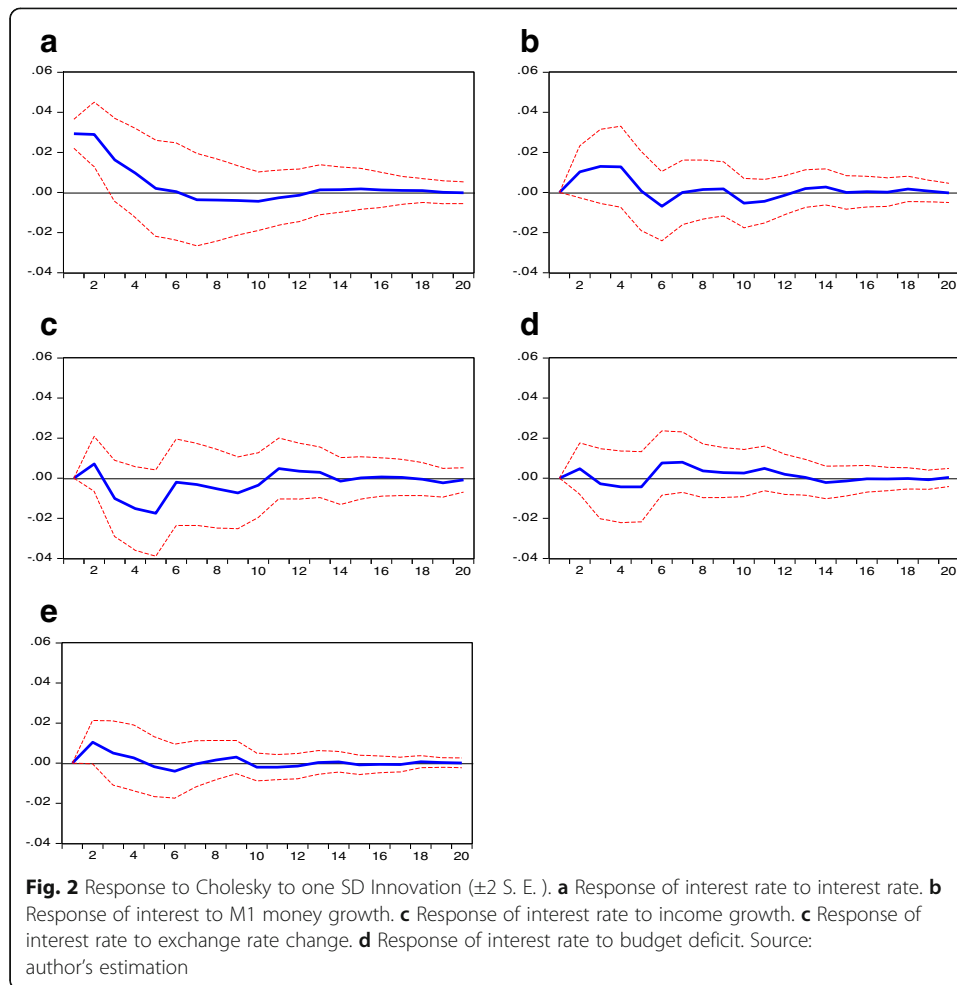 a
b
.06
.04
.02
.00
-.02
-.04
2 4 6 8 10 12 14 16 18 20
.06
.04
.02
.00
-.02
-.04
2 4 6 8 10 12 14 16 18 20
c
d
.06
.04
.02
.00
-.02
-.04
2 4 6 8 10 12 14 16 18 20
.06
.04
.02
.00
-.02
-.04
2 4 6 8 10 12 14 16 18 20
e
.06
.04
.02
.00
-.02
-.04
2 4 6 8 10 12 14 16 18 20
Fig. 2 Response to Cholesky to one SD Innovation (±2 S. E. ). a Response of interest rate to interest rate. b
Response of interest to M1 money growth. c Response of interest rate to income growth. c Response of
interest rate to exchange rate change. d Response of interest rate to budget deficit. Source:
author's estimation